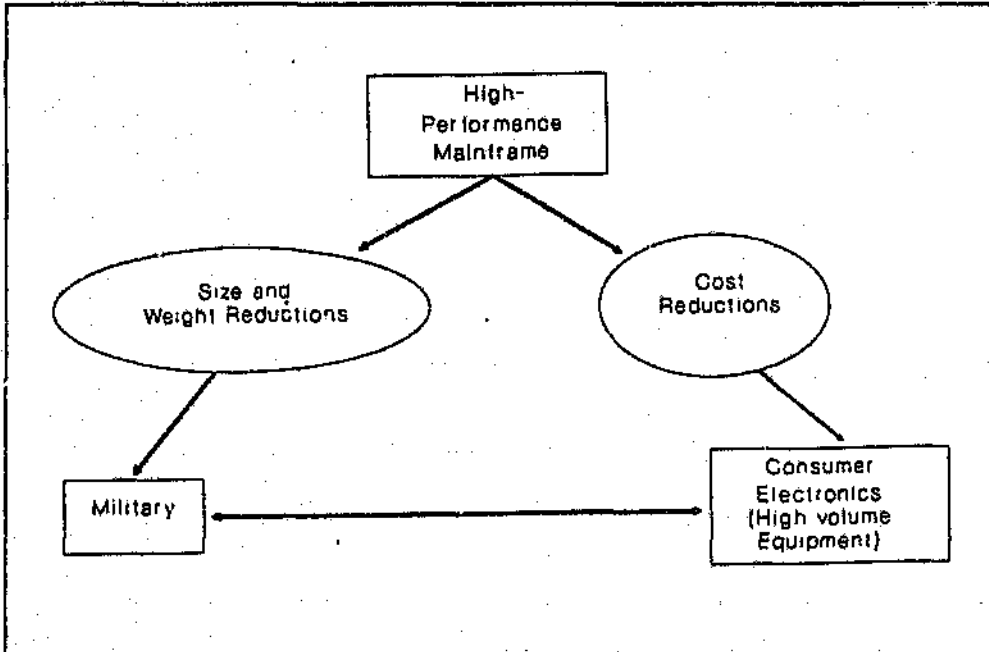 High-
Performance
Mainframe
Size and
Weight Reductions
Cost
Reductions
Military
Consumer
Electronics
(High volume
Equipment)